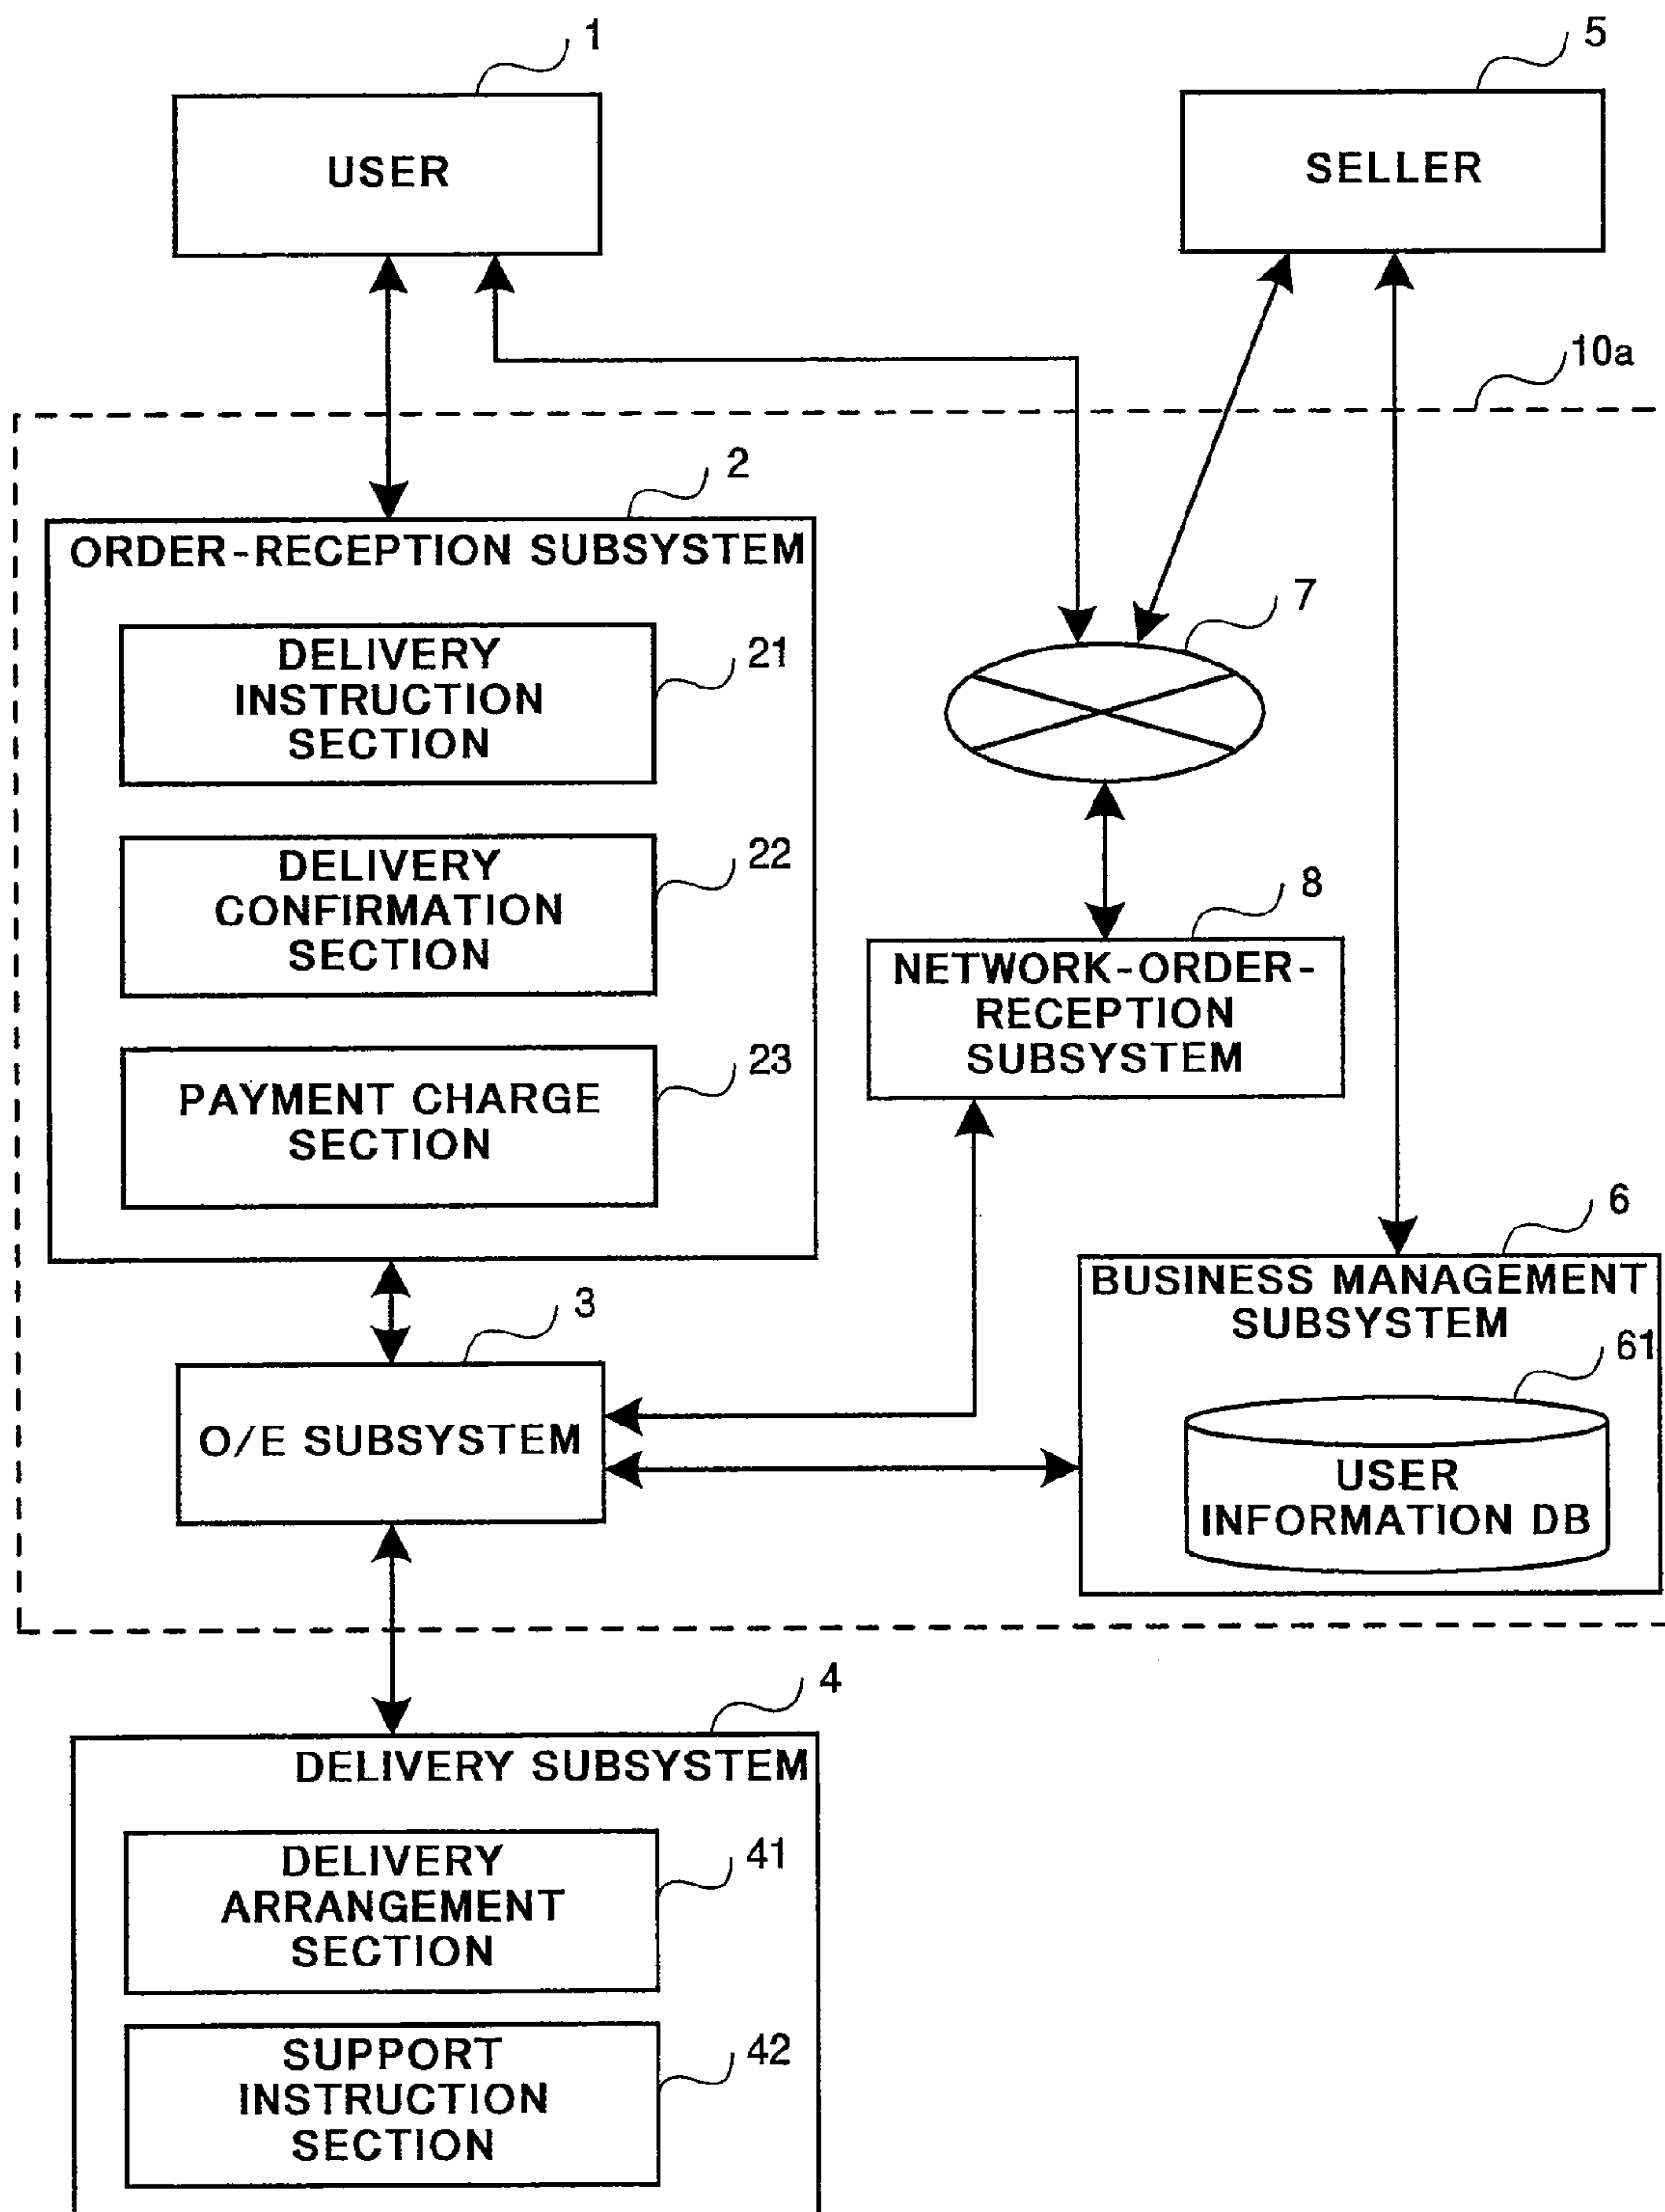 1
USER
5
SELLER
10a
2
ORDER-RECEPTION SUBSYSTEM
DELIVERY
INSTRUCTION
SECTION
21
DELIVERY
CONFIRMATION
SECTION
22
PAYMENT CHARGE
SECTION
23
7
8
NETWORK-ORDER-
RECEPTION
SUBSYSTEM
6
BUSINESS MANAGEMENT
SUBSYSTEM
61
USER
INFORMATION DB
3
O/E SUBSYSTEM
4
DELIVERY SUBSYSTEM
DELIVERY
ARRANGEMENT
SECTION
41
SUPPORT
INSTRUCTION
SECTION
42